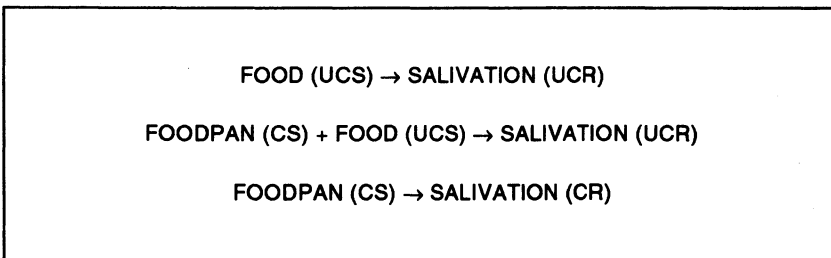 FOOD (UCS) → SALIVATION (UCR)
FOODPAN (CS) + FOOD (UCS) → SALIVATION (UCR)
FOODPAN (CS) → SALIVATION (CR)